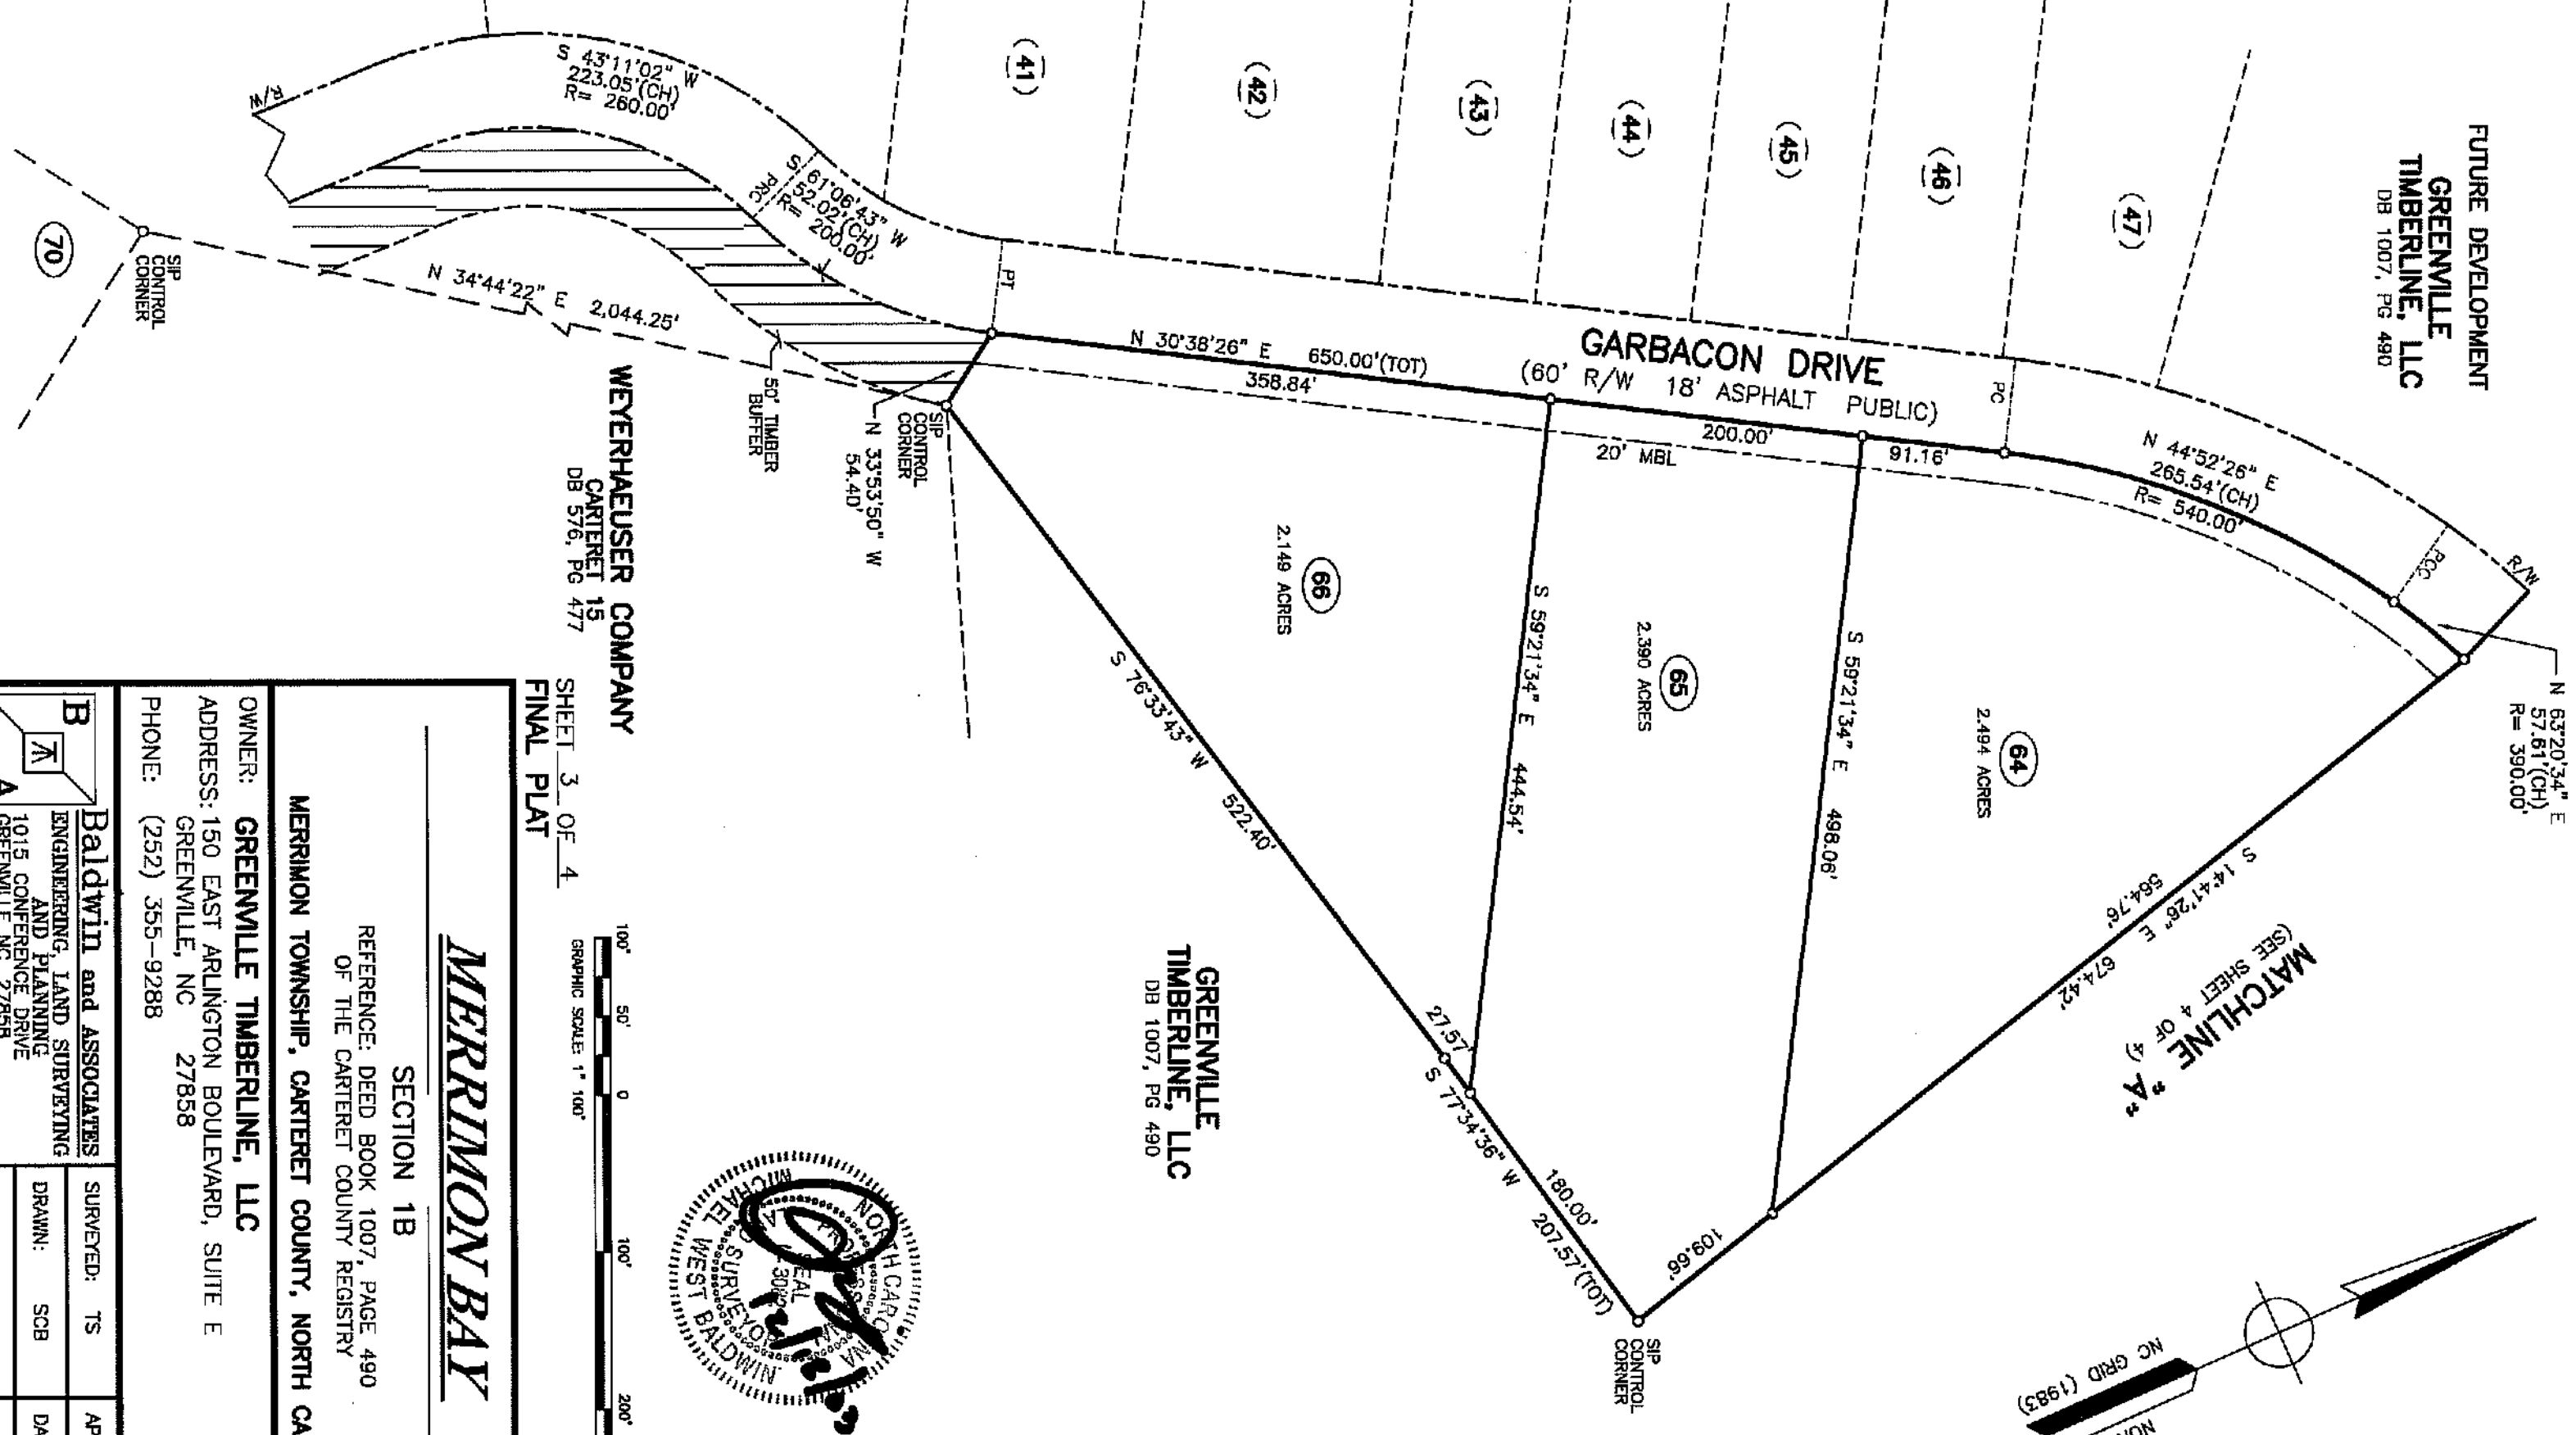 FUTURE DEVELOPMENT
GREENVILLE
TIMBERLINE, LLC
DB 1007, PG 490
(41)
(42)
(43)
(44)
(45)
(46)
(47)
S 43°11'02" W
223.05'(CH)
R= 260.00'
R/W
S 61°06'43" W
52.02'(CH)
R= 200.00'
PRC
PT
N 30°38'26" E 650.00'(TOT)
358.84'
GARBACON DRIVE
(60' R/W 18' ASPHALT PUBLIC)
200.00'
20' MBL
91.16'
PC
N 44°52'26" E
265.54'(CH)
R= 540.00'
PCC
R/W
N 63°20'34" E
57.61'(CH)
R= 390.00'
70
SIP
CONTROL
CORNER
N 34°44'22" E 2,044.25'
50' TIMBER
BUFFER
N 33°53'50" W
54.40'
SIP
CONTROL
CORNER
WEYERHAEUSER COMPANY
CARTERET 15
DB 576, PG 477
66
2.149 ACRES
S 59°21'34" E 444.54'
65
2.390 ACRES
S 59°21'34" E 498.06'
64
2.494 ACRES
S 14°41'26" E 674.42'
564.76'
109.66'
MATCHLINE "A"
(SEE SHEET 4 OF 4)
S 76°33'43" W 522.40'
27.57'
S 77°34'36" W 207.57'(TOT)
180.00'
SIP
CONTROL
CORNER
GREENVILLE
TIMBERLINE, LLC
DB 1007, PG 490
NC GRID (1983)
SHEET 3 OF 4
FINAL PLAT
100' 50' 0 100' 200'
GRAPHIC SCALE: 1" 100'
NORTH CAROLINA
PROFESSIONAL
SEAL
SURVEYOR
MICHAEL WEST BALDWIN
MERRIMON BAY
SECTION 1B
REFERENCE: DEED BOOK 1007, PAGE 490
OF THE CARTERET COUNTY REGISTRY
MERRIMON TOWNSHIP, CARTERET COUNTY, NORTH CA
OWNER: GREENVILLE TIMBERLINE, LLC
ADDRESS: 150 EAST ARLINGTON BOULEVARD, SUITE E
GREENVILLE, NC 27858
PHONE: (252) 355-9288
B
A
Baldwin and ASSOCIATES
ENGINEERING, LAND SURVEYING
AND PLANNING
1015 CONFERENCE DRIVE
GREENVILLE NC 27858
SURVEYED: TS
DRAWN: SCB
AP
DA